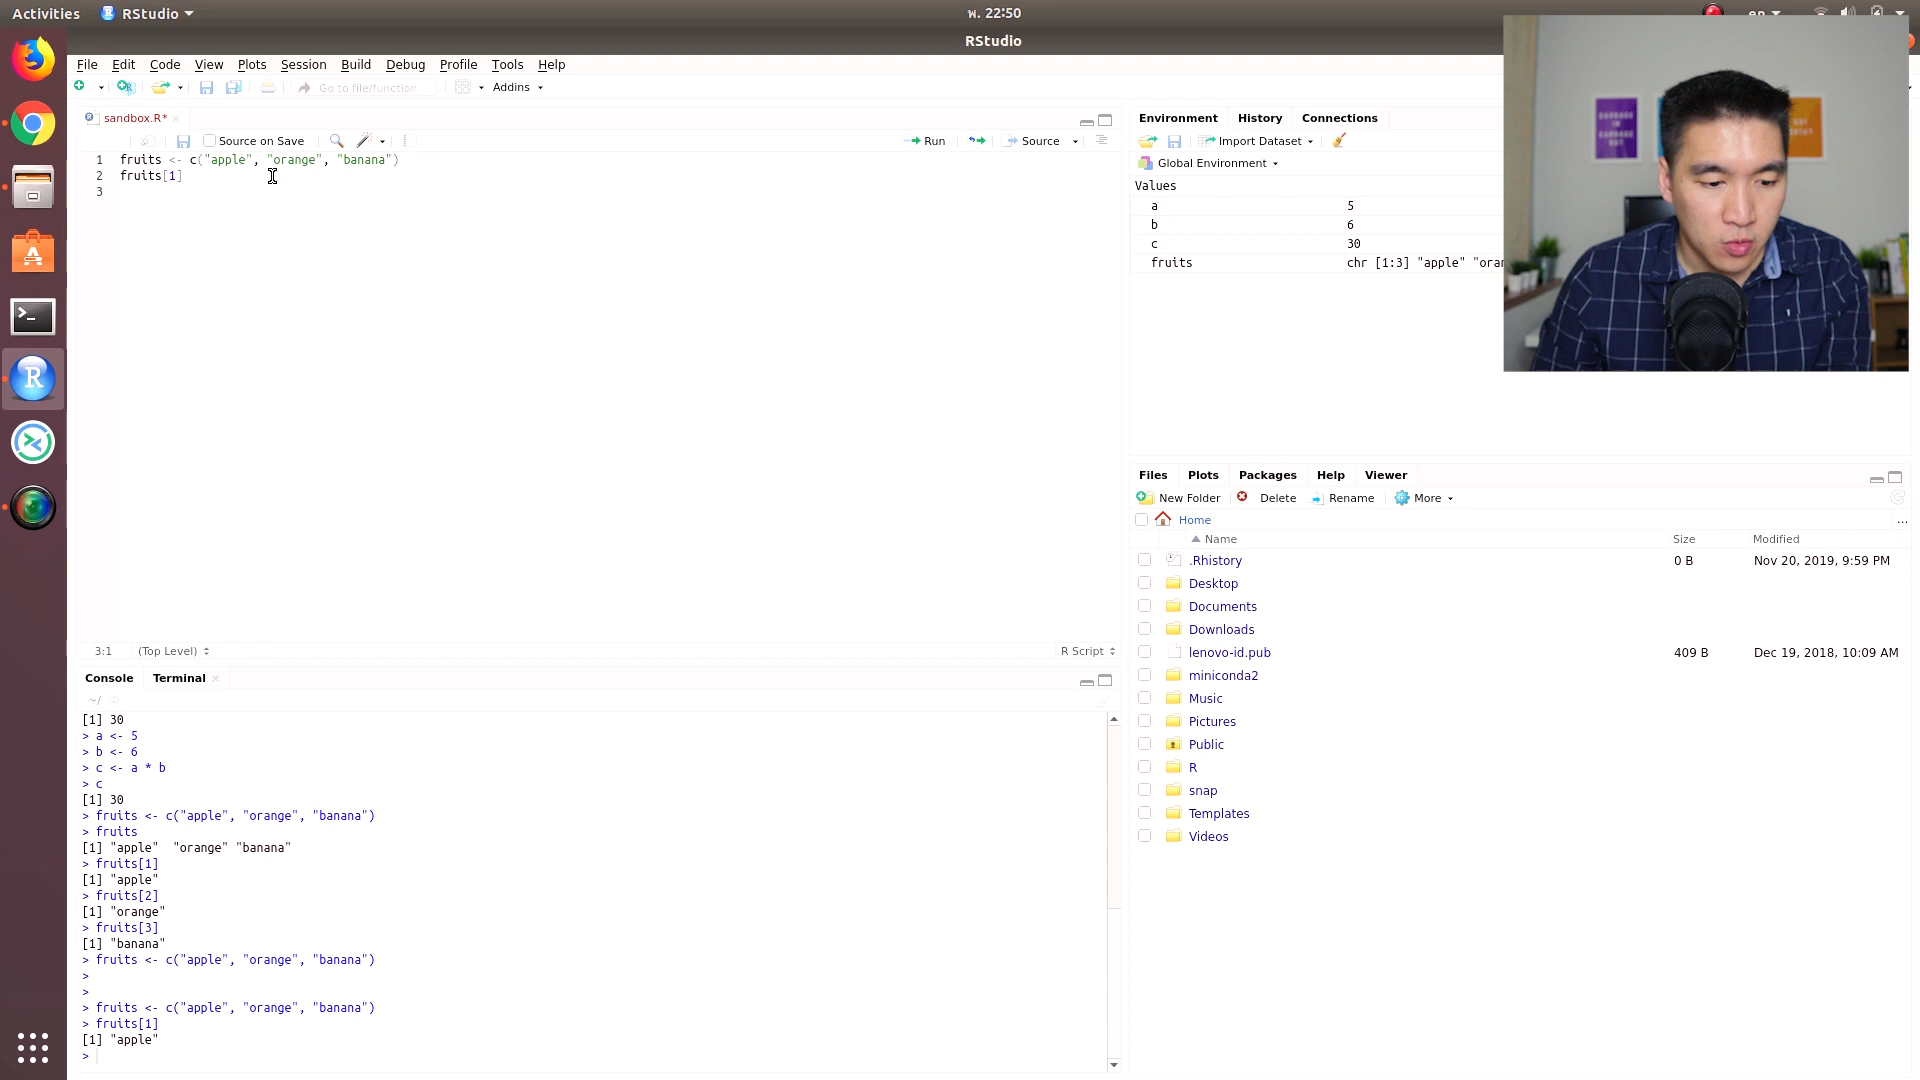 Activities RStudio พ. 22:50 en
RStudio
File Edit Code View Plots Session Build Debug Profile Tools Help
Go to file/function Addins
sandbox.R*
Source on Save Run Source
1 fruits <- c("apple", "orange", "banana")
2 fruits[1]
3
3:1 (Top Level) R Script
Console Terminal
~/
[1] 30
> a <- 5
> b <- 6
> c <- a * b
> c
[1] 30
> fruits <- c("apple", "orange", "banana")
> fruits
[1] "apple"  "orange" "banana"
> fruits[1]
[1] "apple"
> fruits[2]
[1] "orange"
> fruits[3]
[1] "banana"
> fruits <- c("apple", "orange", "banana")
>
>
> fruits <- c("apple", "orange", "banana")
> fruits[1]
[1] "apple"
>
Environment History Connections
Import Dataset
Global Environment
Values
a 5
b 6
c 30
fruits chr [1:3] "apple" "oran
Files Plots Packages Help Viewer
New Folder Delete Rename More
Home ...
Name Size Modified
.Rhistory 0 B Nov 20, 2019, 9:59 PM
Desktop
Documents
Downloads
lenovo-id.pub 409 B Dec 19, 2018, 10:09 AM
miniconda2
Music
Pictures
Public
R
snap
Templates
Videos